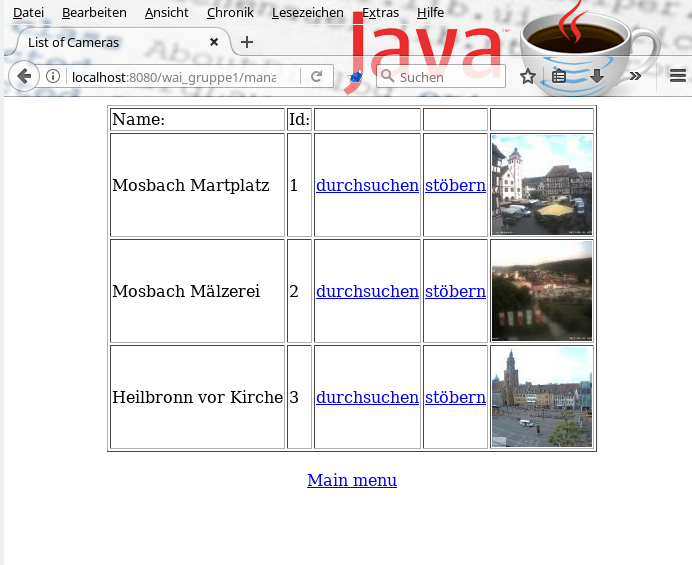 Datei Bearbeiten Ansicht Chronik Lesezeichen Extras Hilfe
java
List of Cameras
localhost:8080/wai_gruppe1/mana
Suchen
Name: Id:
Mosbach Martplatz 1 durchsuchen stöbern
Mosbach Mälzerei 2 durchsuchen stöbern
Heilbronn vor Kirche 3 durchsuchen stöbern
Main menu